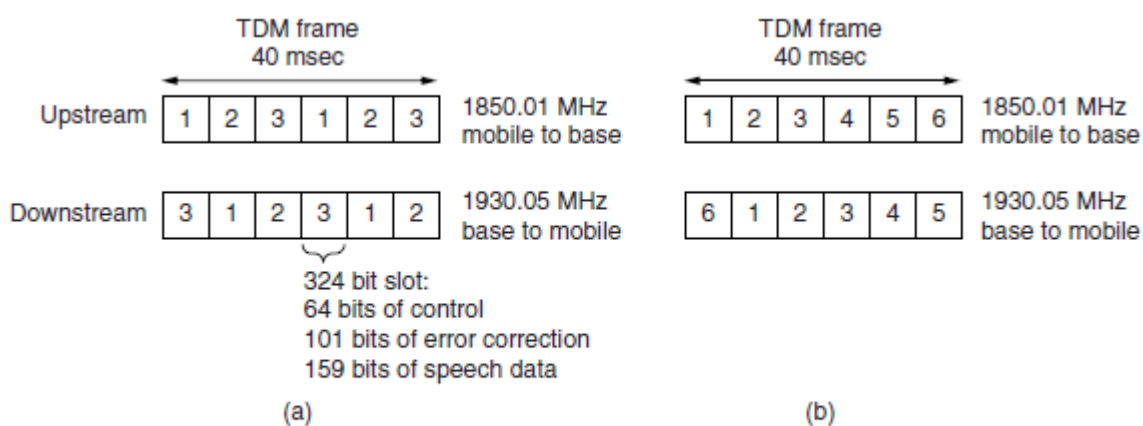 TDM frame
40 msec
Upstream 1 2 3 1 2 3 1850.01 MHz
mobile to base
Downstream 3 1 2 3 1 2 1930.05 MHz
base to mobile
324 bit slot:
64 bits of control
101 bits of error correction
159 bits of speech data
(a)
TDM frame
40 msec
1 2 3 4 5 6 1850.01 MHz
mobile to base
6 1 2 3 4 5 1930.05 MHz
base to mobile
(b)